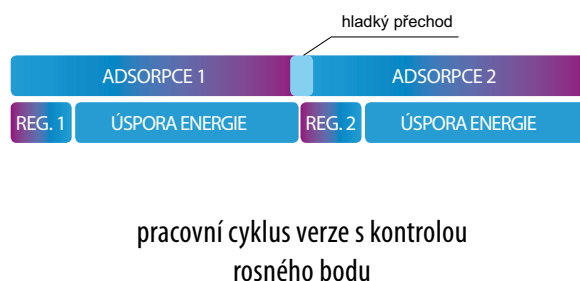 hladký přechod
ADSORPCE 1 ADSORPCE 2
REG. 1 ÚSPORA ENERGIE REG. 2 ÚSPORA ENERGIE
pracovní cyklus verze s kontrolou
rosného bodu